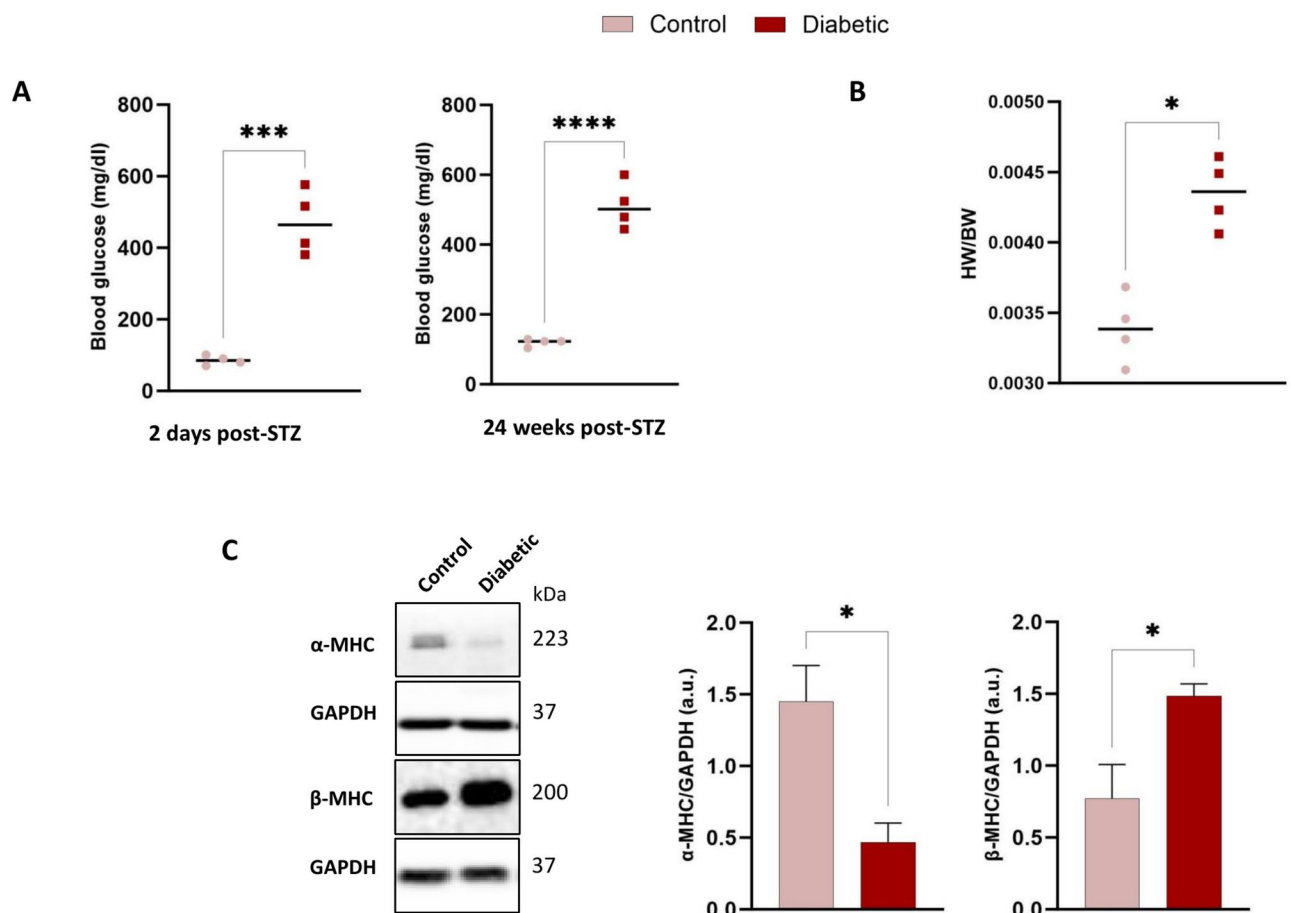 Control Diabetic
A
800
600
400
200
0
Blood glucose (mg/dl)
***
2 days post-STZ
800
600
400
200
0
Blood glucose (mg/dl)
****
24 weeks post-STZ
B
0.0050
0.0045
0.0040
0.0035
0.0030
HW/BW
*
C
Control Diabetic
kDa
α-MHC 223
GAPDH 37
β-MHC 200
GAPDH 37
2.0
1.5
1.0
0.5
0.0
α-MHC/GAPDH (a.u.)
*
2.0
1.5
1.0
0.5
0.0
β-MHC/GAPDH (a.u.)
*